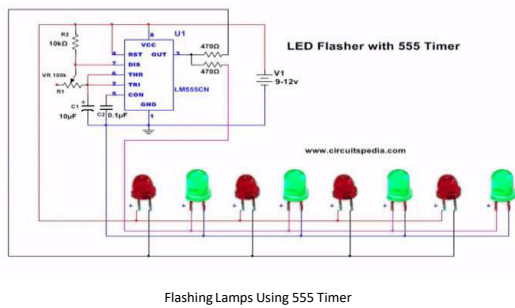 R2
10kΩ
VR 100k
R1
C1
10µF
C2
0.1µF
U1
8
VCC
4 RST OUT 3
7 DIS
6 THR
2 TRI
5 CON
GND
1
LM555CN
470Ω
470Ω
V1
9-12v
LED Flasher with 555 Timer
www.circuitspedia.com
+ + + + + + + +
Flashing Lamps Using 555 Timer